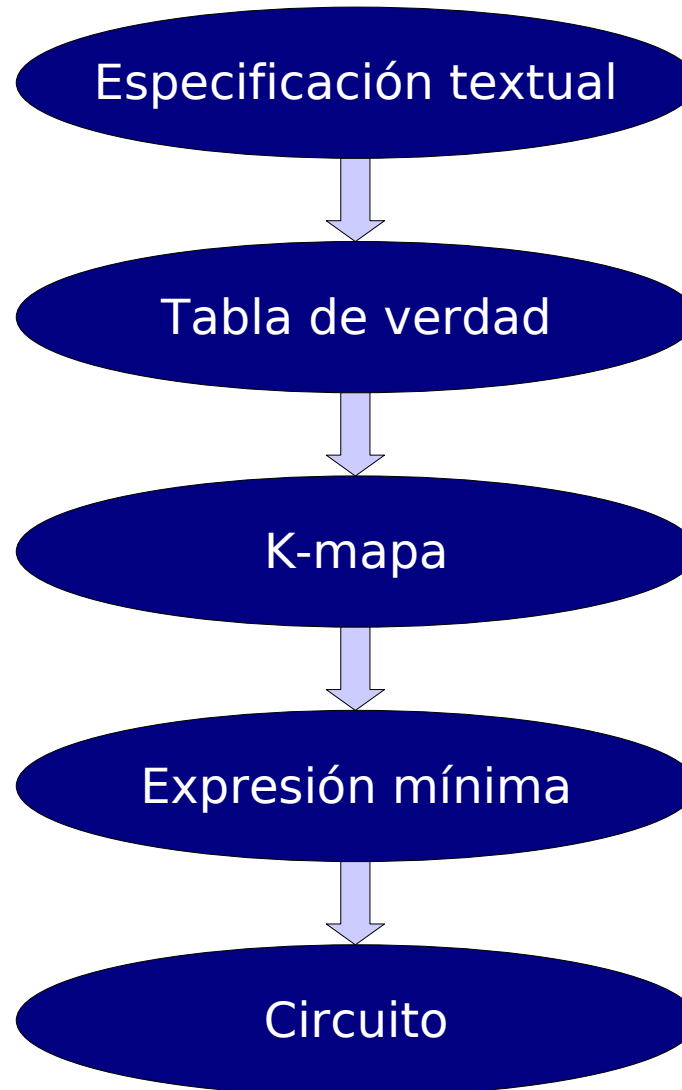 Especificación textual
Tabla de verdad
K-mapa
Expresión mínima
Circuito